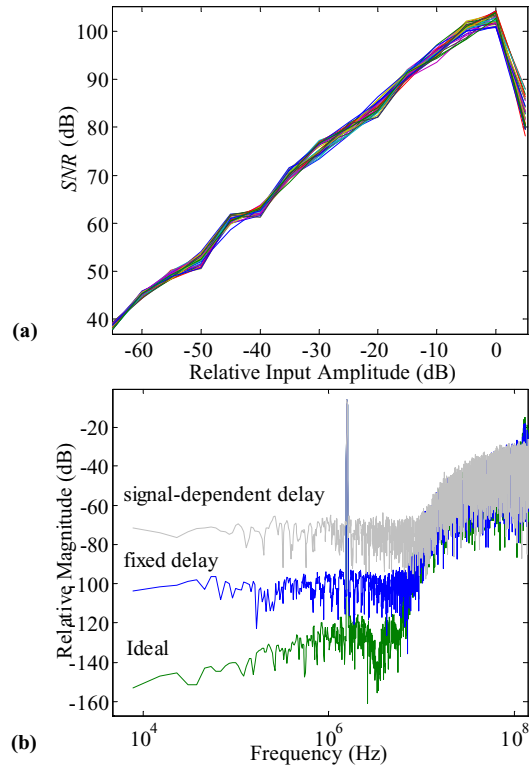 100
90
80
70
60
50
40
SNR (dB)
-60 -50 -40 -30 -20 -10 0
Relative Input Amplitude (dB)
(a)
-20
-40
-60
-80
-100
-120
-140
-160
Relative Magnitude (dB)
signal-dependent delay
fixed delay
Ideal
10^4 10^6 10^8
Frequency (Hz)
(b)